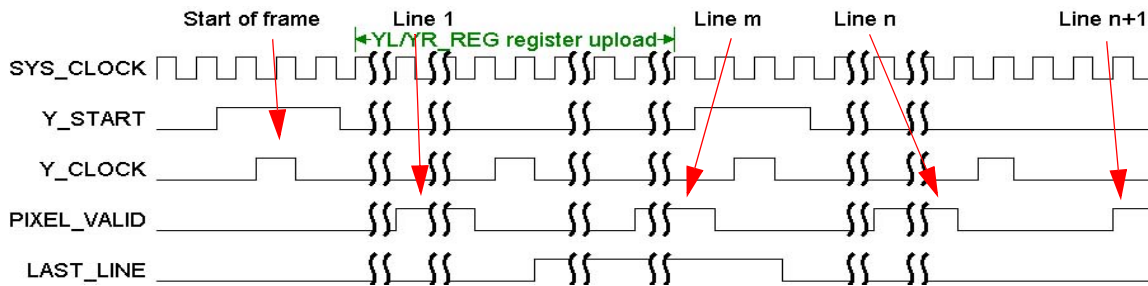 Start of frame
Line 1
Line m
Line n
Line n+1
YL/YR_REG register upload
SYS_CLOCK
Y_START
Y_CLOCK
PIXEL_VALID
LAST_LINE